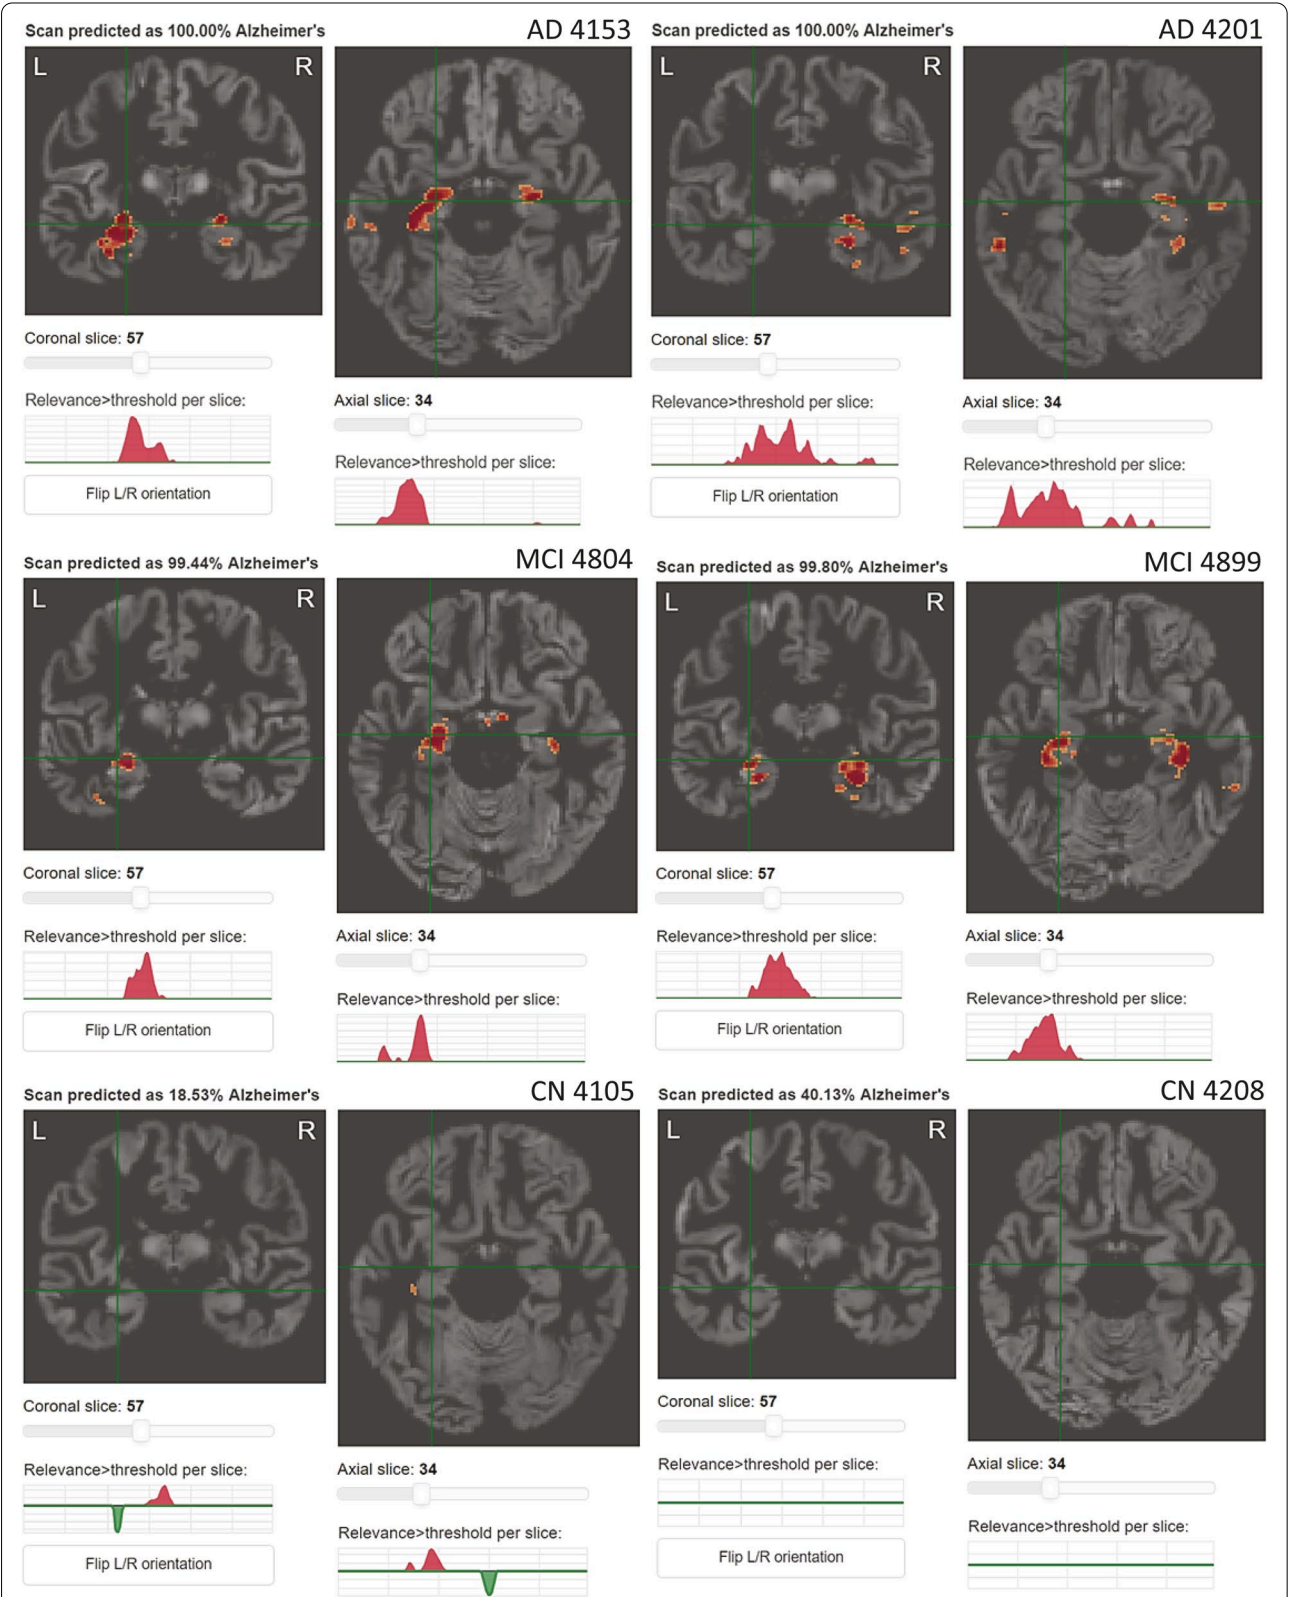 Scan predicted as 100.00% Alzheimer's
AD 4153
L
R
Coronal slice: 57
Relevance>threshold per slice:
Flip L/R orientation
Axial slice: 34
Relevance>threshold per slice:
Scan predicted as 100.00% Alzheimer's
AD 4201
L
R
Coronal slice: 57
Relevance>threshold per slice:
Flip L/R orientation
Axial slice: 34
Relevance>threshold per slice:
Scan predicted as 99.44% Alzheimer's
MCI 4804
L
R
Coronal slice: 57
Relevance>threshold per slice:
Flip L/R orientation
Axial slice: 34
Relevance>threshold per slice:
Scan predicted as 99.80% Alzheimer's
MCI 4899
L
R
Coronal slice: 57
Relevance>threshold per slice:
Flip L/R orientation
Axial slice: 34
Relevance>threshold per slice:
Scan predicted as 18.53% Alzheimer's
CN 4105
L
R
Coronal slice: 57
Relevance>threshold per slice:
Flip L/R orientation
Axial slice: 34
Relevance>threshold per slice:
Scan predicted as 40.13% Alzheimer's
CN 4208
L
R
Coronal slice: 57
Relevance>threshold per slice:
Flip L/R orientation
Axial slice: 34
Relevance>threshold per slice: